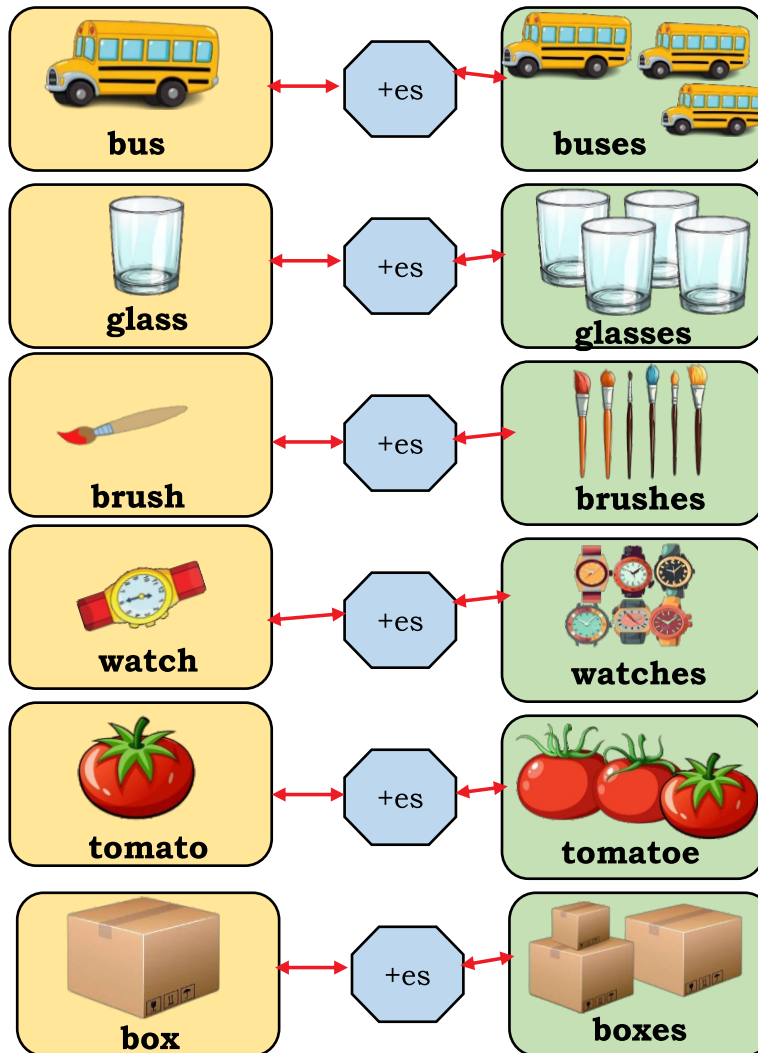 bus +es buses
glass +es glasses
brush +es brushes
watch +es watches
tomato +es tomatoe
box +es boxes